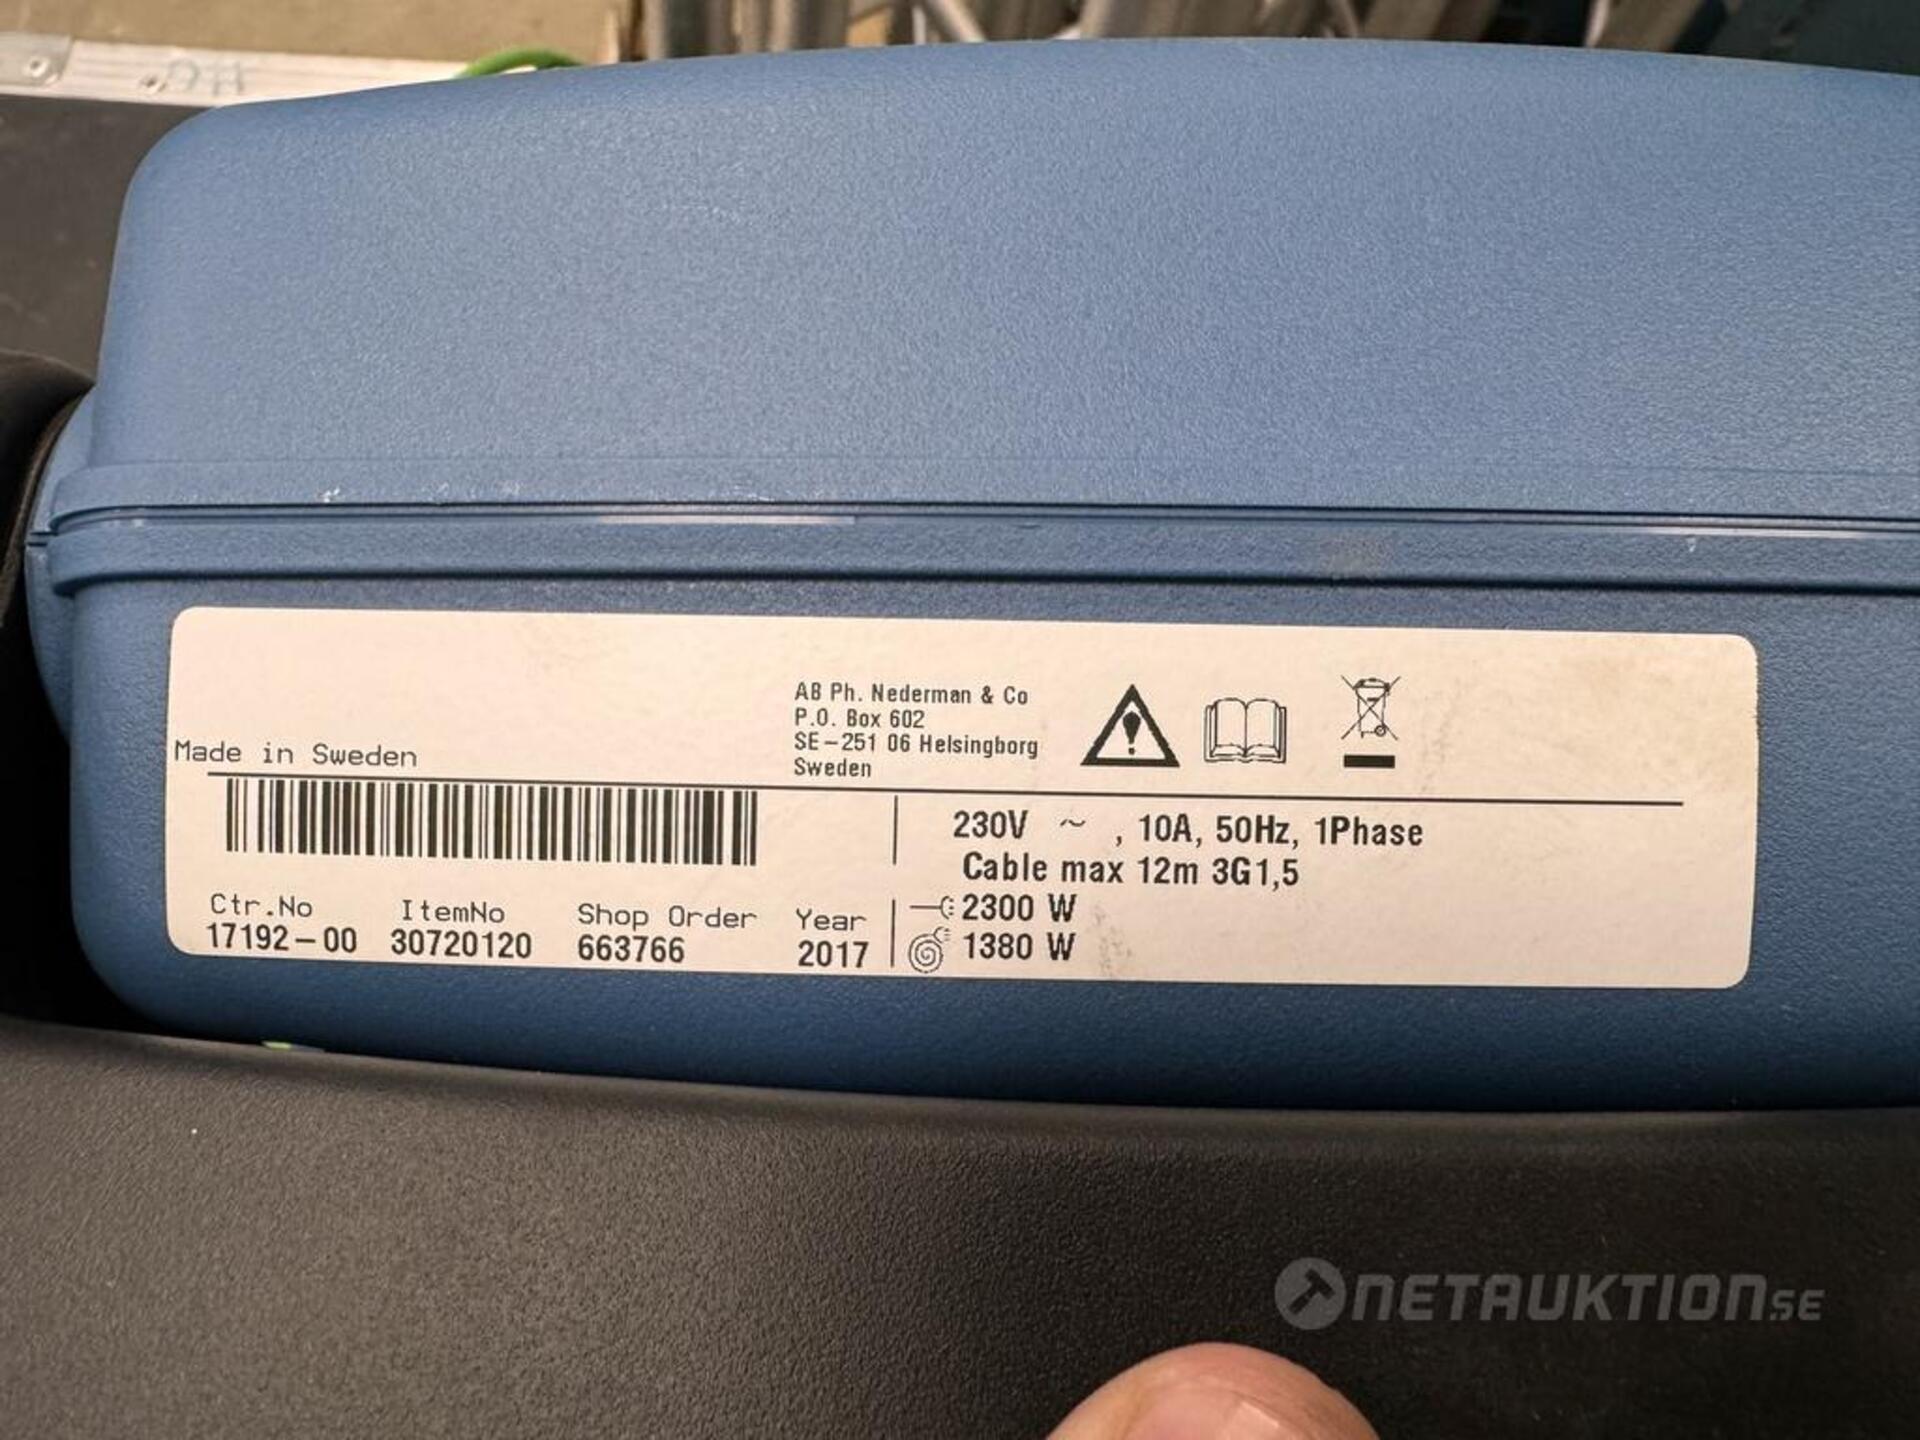 AB Ph. Nederman & Co
P.O. Box 602
SE-251 06 Helsingborg
Sweden
Made in Sweden
230V ~ , 10A, 50Hz, 1Phase
Cable max 12m 3G1,5
2300 W
1380 W
Ctr.No ItemNo Shop Order Year
17192-00 30720120 663766 2017
NETAUKTION.SE